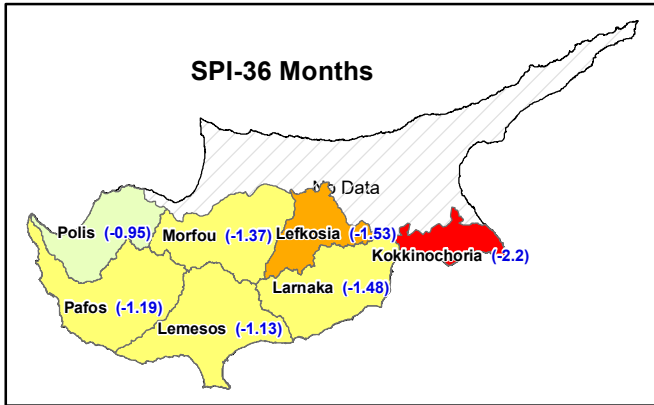 SPI-36 Months
No Data
Polis (-0.95)
Morfou (-1.37)
Lefkosia (-1.53)
Kokkinochoria (-2.2)
Larnaka (-1.48)
Pafos (-1.19)
Lemesos (-1.13)